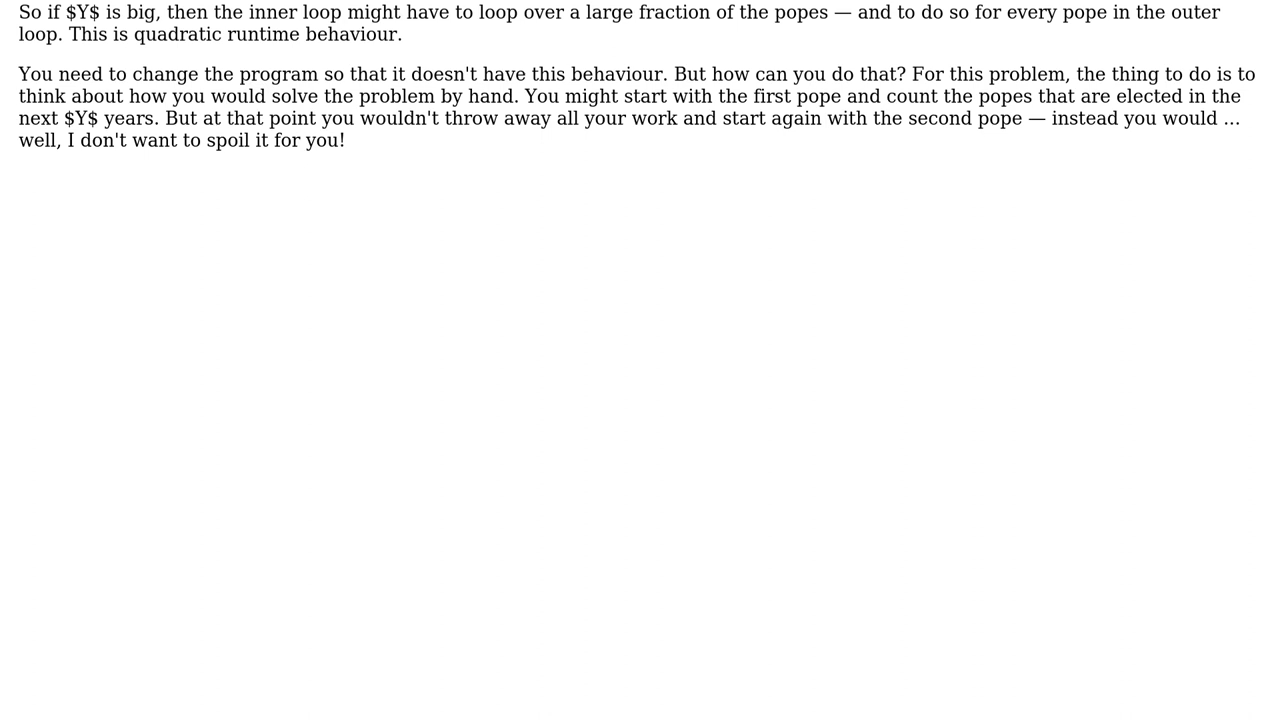 So if $Y$ is big, then the inner loop might have to loop over a large fraction of the popes — and to do so for every pope in the outer
loop. This is quadratic runtime behaviour.
You need to change the program so that it doesn't have this behaviour. But how can you do that? For this problem, the thing to do is to
think about how you would solve the problem by hand. You might start with the first pope and count the popes that are elected in the
next $Y$ years. But at that point you wouldn't throw away all your work and start again with the second pope — instead you would ...
well, I don't want to spoil it for you!